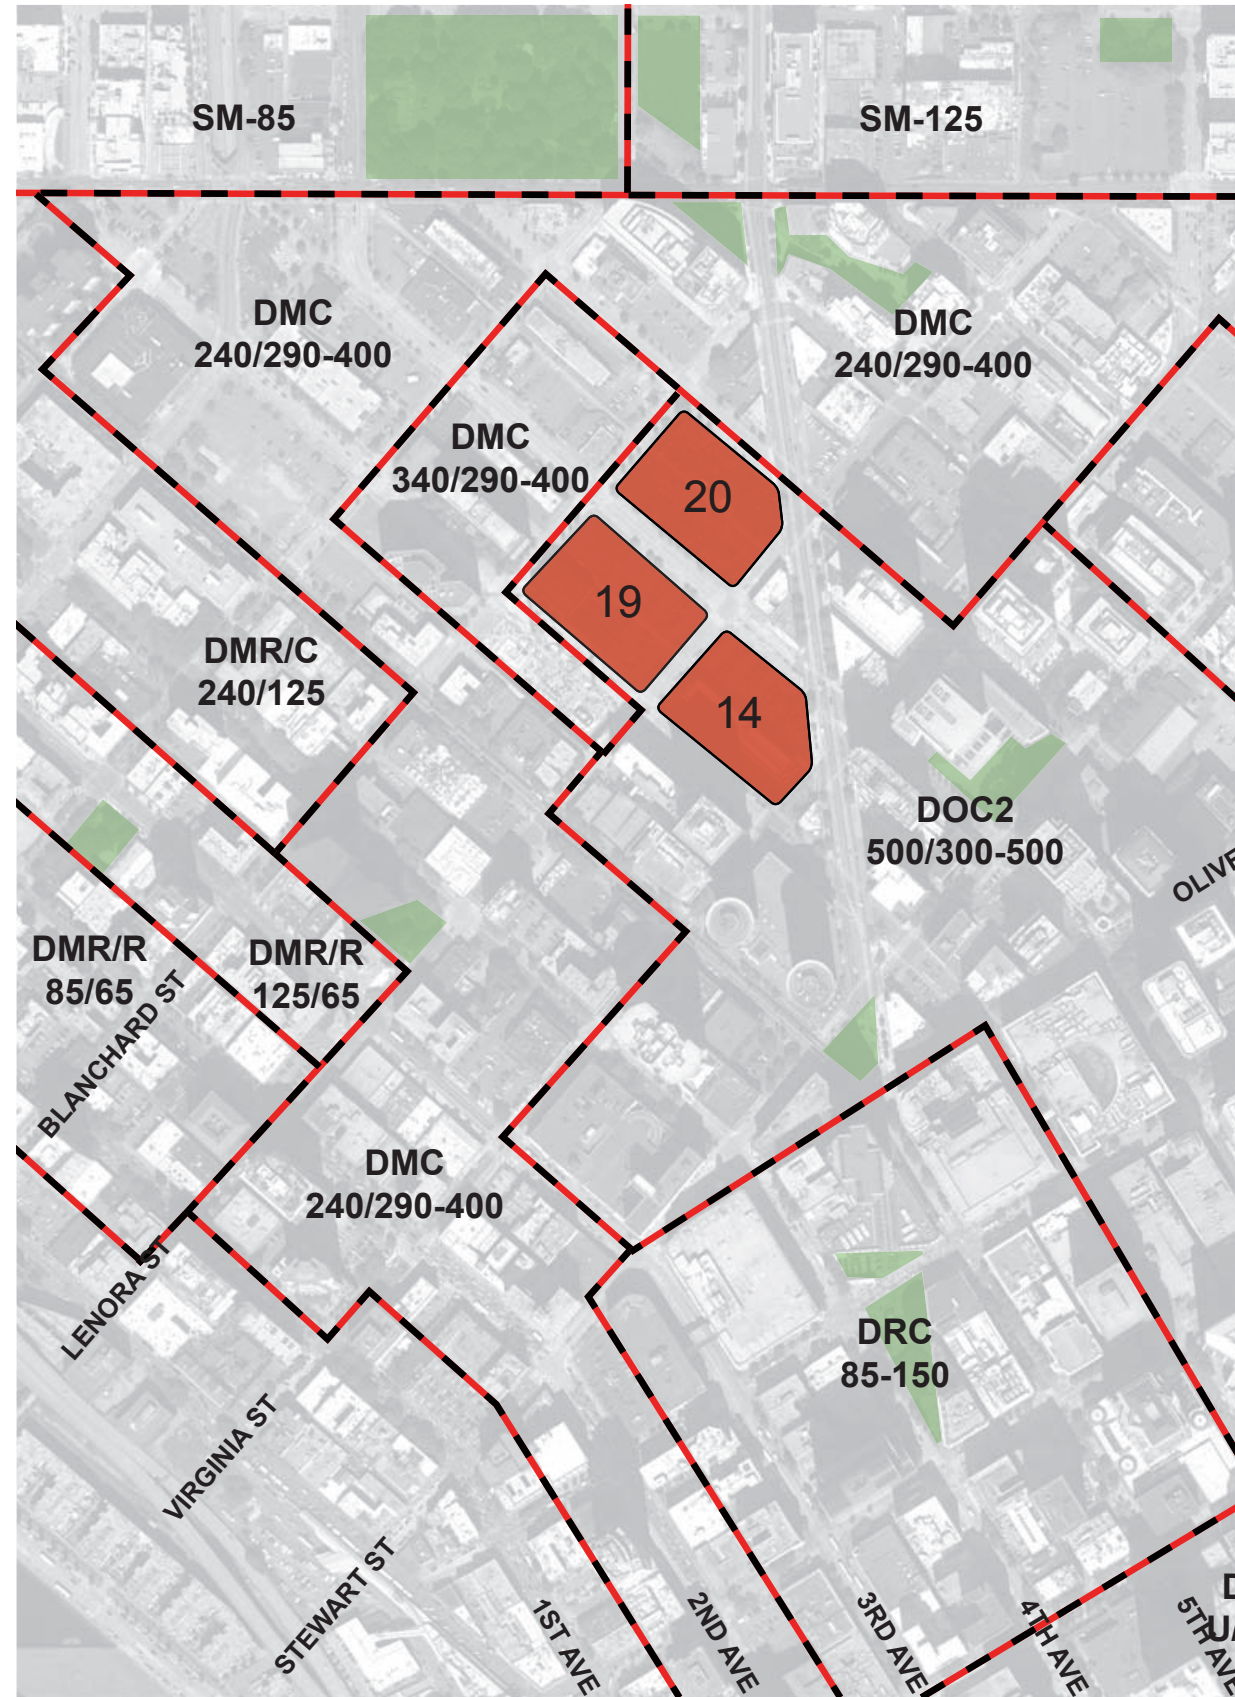 SM-85
SM-125
DMC
240/290-400
DMC
240/290-400
DMC
340/290-400
20
19
14
DMR/C
240/125
DOC2
500/300-500
OLIVE
DMR/R
85/65
DMR/R
125/65
BLANCHARD ST
DMC
240/290-400
LENORA ST
DRC
85-150
VIRGINIA ST
STEWART ST
1ST AVE
2ND AVE
3RD AVE
4TH AVE
5TH AVE
D
U/